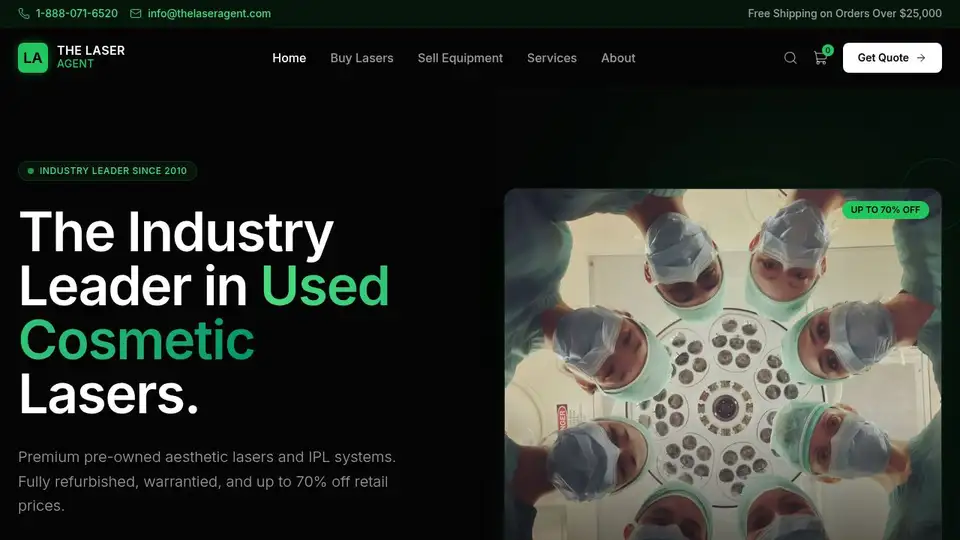 1-888-071-6520
info@thelaseragent.com
Free Shipping on Orders Over $25,000
LA
THE LASER
AGENT
Home
Buy Lasers
Sell Equipment
Services
About
0
Get Quote
INDUSTRY LEADER SINCE 2010
The Industry
Leader in Used
Cosmetic
Lasers.
Premium pre-owned aesthetic lasers and IPL systems.
Fully refurbished, warrantied, and up to 70% off retail
prices.
UP TO 70% OFF
DANGER